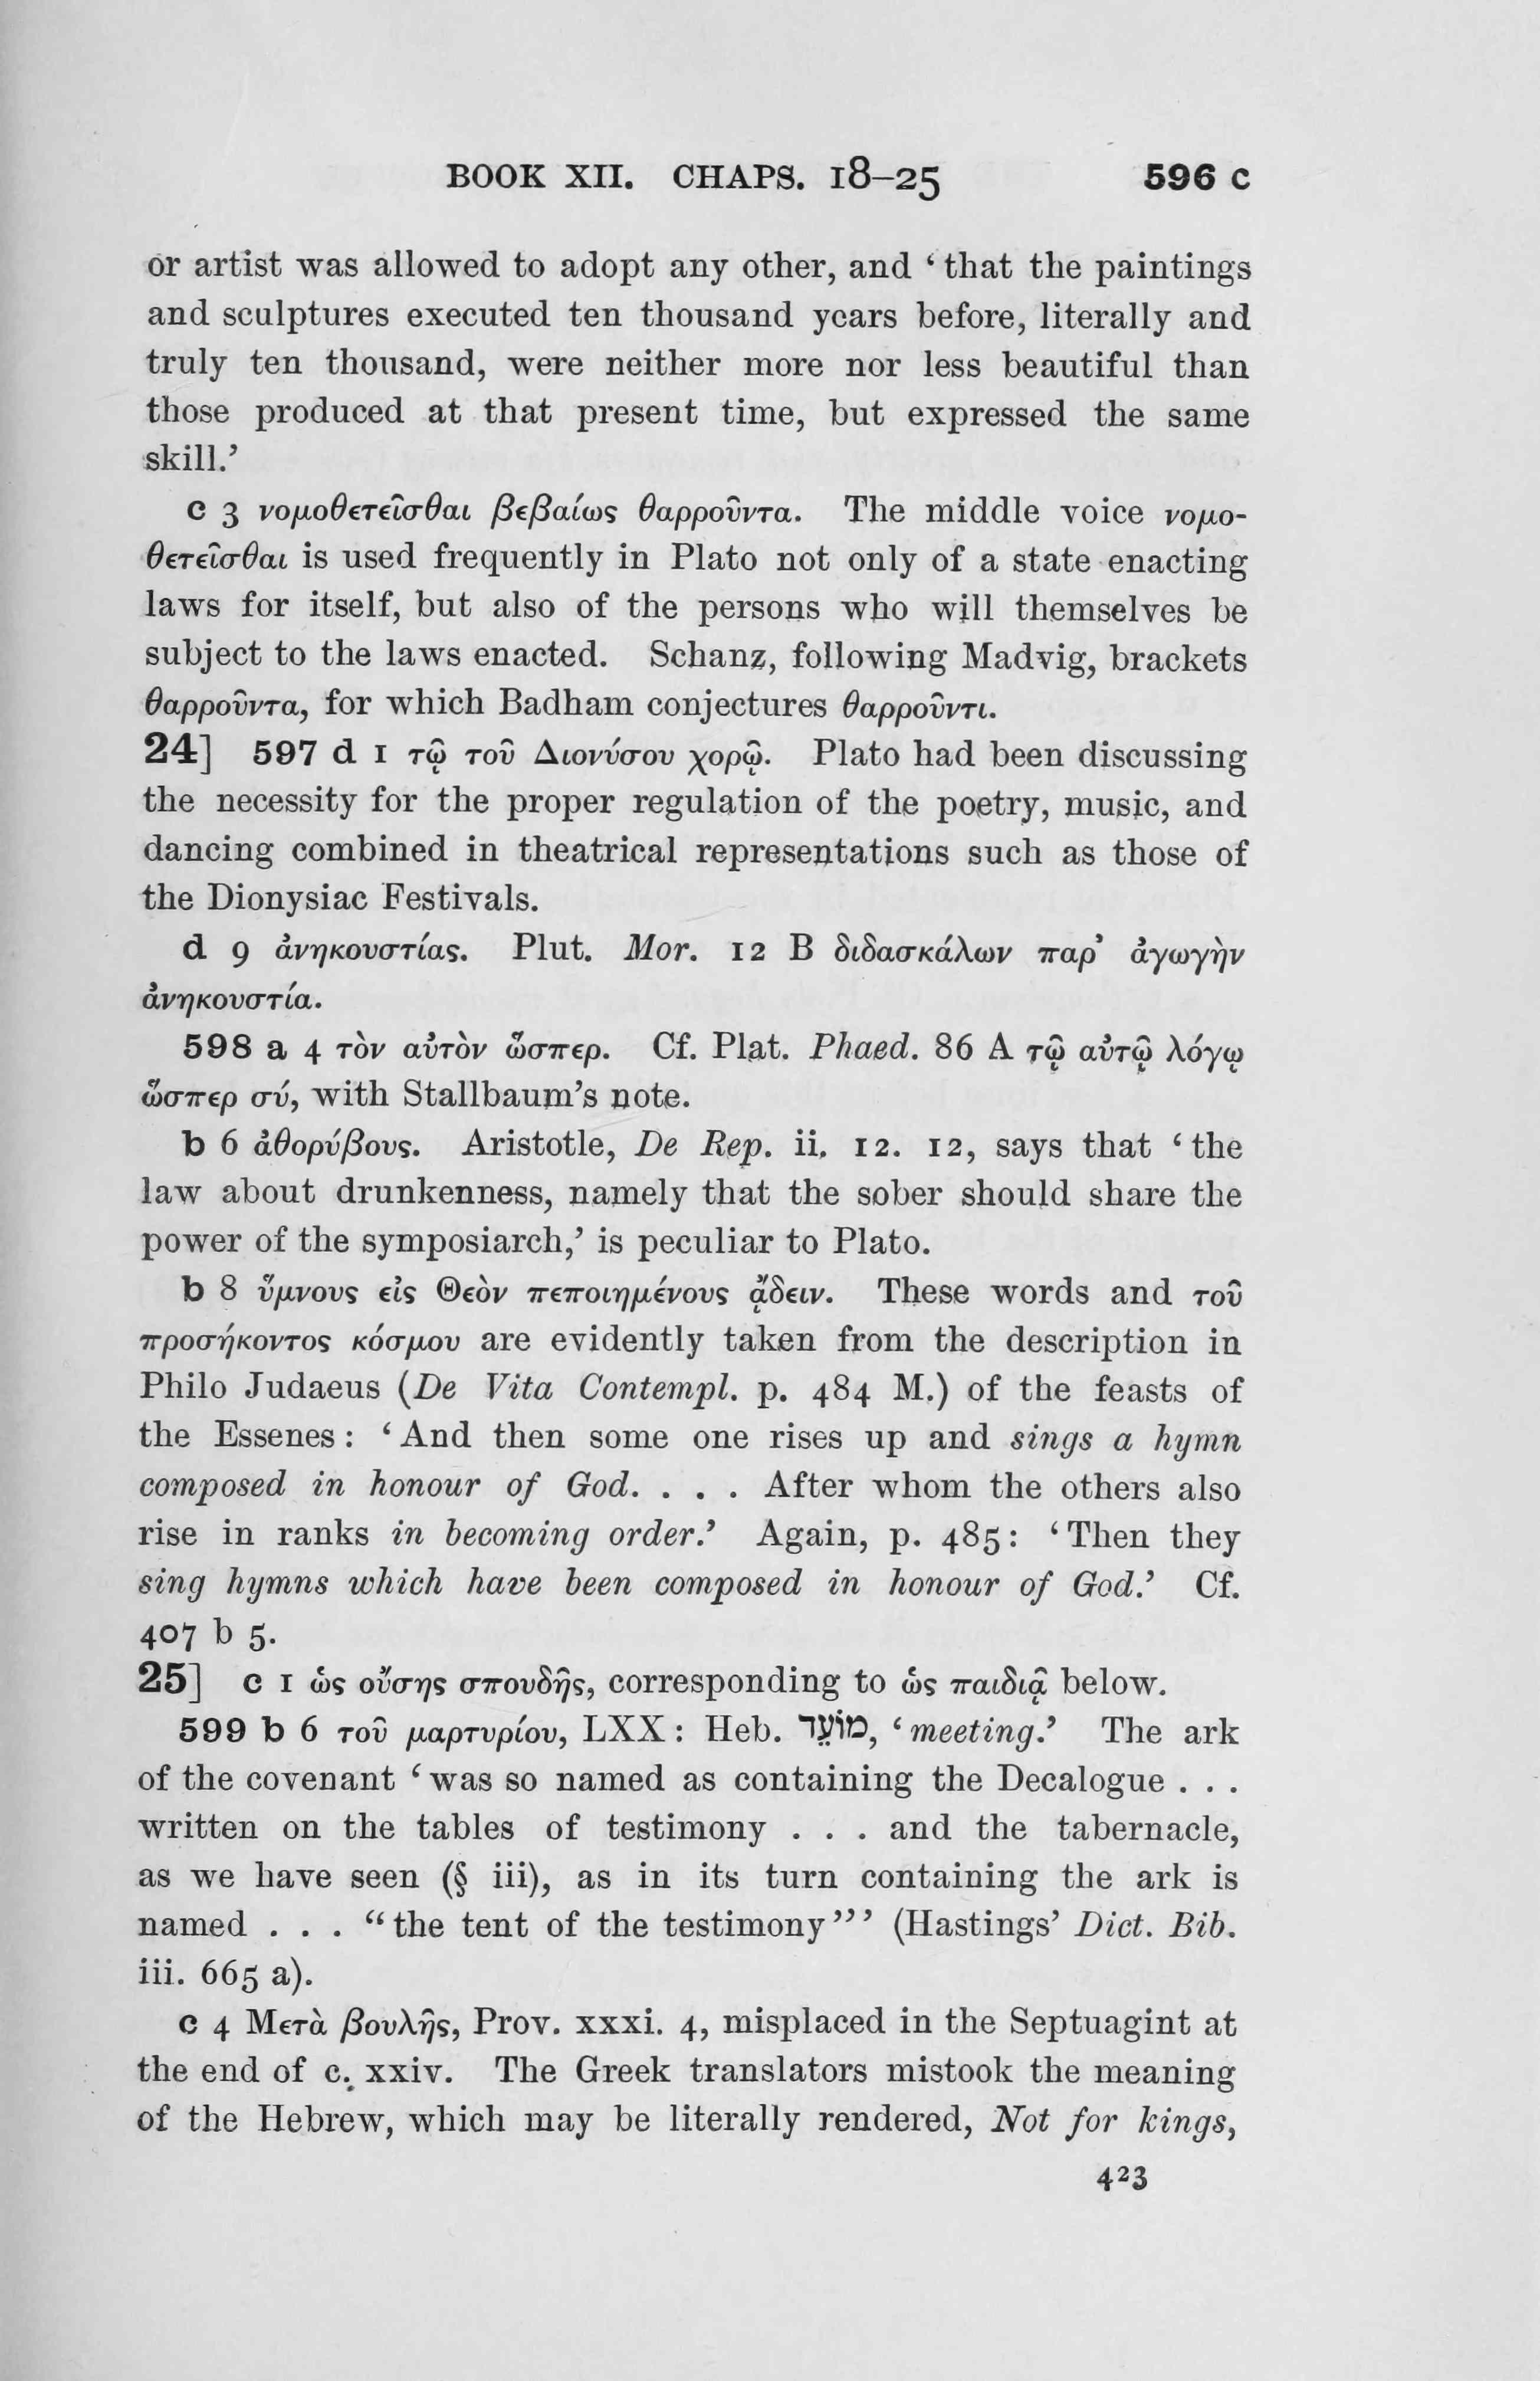 BOOK XII. CHAPS. 18–25 596 c
or artist was allowed to adopt any other, and ‘that the paintings
and sculptures executed ten thousand years before, literally and
truly ten thousand, were neither more nor less beautiful than
those produced at that present time, but expressed the same
skill.’
c 3 νομοθετεῖσθαι βεβαίως θαρροῦντα. The middle voice νομο-
θετεῖσθαι is used frequently in Plato not only of a state enacting
laws for itself, but also of the persons who will themselves be
subject to the laws enacted. Schanz, following Madvig, brackets
θαρροῦντα, for which Badham conjectures θαρροῦντι.
24] 597 d 1 τῷ τοῦ Διονύσου χορῷ. Plato had been discussing
the necessity for the proper regulation of the poetry, music, and
dancing combined in theatrical representations such as those of
the Dionysiac Festivals.
d 9 ἀνηκουστίας. Plut. Mor. 12 B διδασκάλων παρ’ ἀγωγὴν
ἀνηκουστία.
598 a 4 τὸν αὐτὸν ὥσπερ. Cf. Plat. Phaed. 86 A τῷ αὐτῷ λόγῳ
ὥσπερ σύ, with Stallbaum’s note.
b 6 ἀθορύβους. Aristotle, De Rep. ii. 12. 12, says that ‘the
law about drunkenness, namely that the sober should share the
power of the symposiarch,’ is peculiar to Plato.
b 8 ὕμνους εἰς Θεὸν πεποιημένους ᾄδειν. These words and τοῦ
προσήκοντος κόσμου are evidently taken from the description in
Philo Judaeus (De Vita Contempl. p. 484 M.) of the feasts of
the Essenes: ‘And then some one rises up and sings a hymn
composed in honour of God. . . . After whom the others also
rise in ranks in becoming order.’ Again, p. 485: ‘Then they
sing hymns which have been composed in honour of God.’ Cf.
407 b 5.
25] c 1 ὡς οὔσης σπουδῆς, corresponding to ὡς παιδιᾷ below.
599 b 6 τοῦ μαρτυρίου, LXX: Heb. מוֹעֵד, ‘meeting.’ The ark
of the covenant ‘was so named as containing the Decalogue . . .
written on the tables of testimony . . . and the tabernacle,
as we have seen (§ iii), as in its turn containing the ark is
named . . . “the tent of the testimony”’ (Hastings’ Dict. Bib.
iii. 665 a).
c 4 Μετὰ βουλῆς, Prov. xxxi. 4, misplaced in the Septuagint at
the end of c. xxiv. The Greek translators mistook the meaning
of the Hebrew, which may be literally rendered, Not for kings,
423